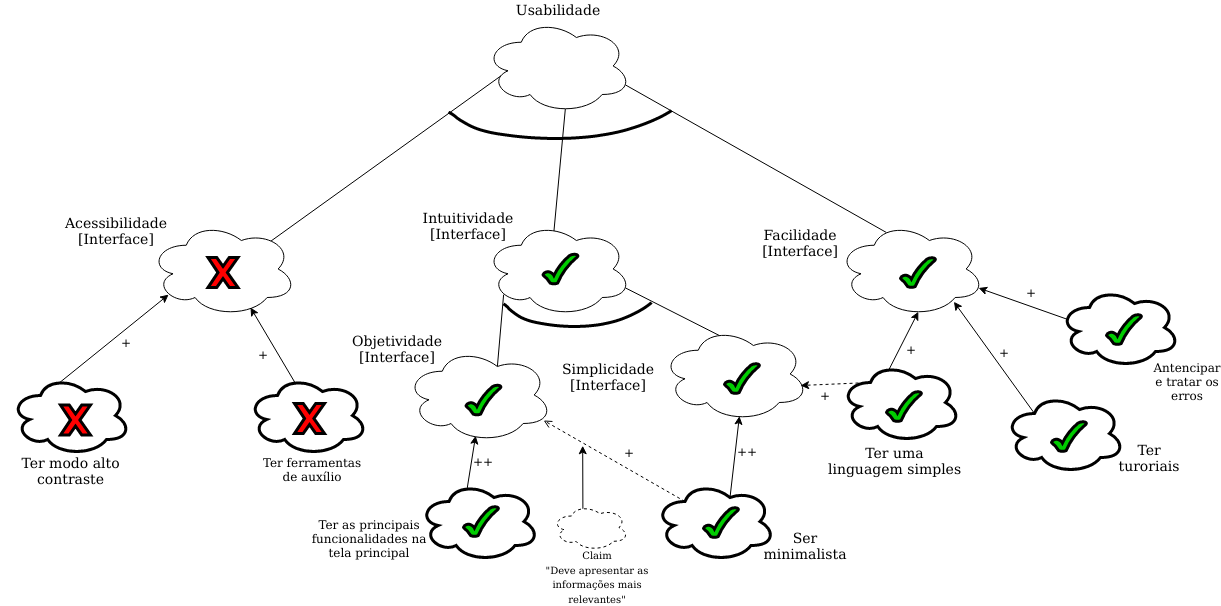 Usabilidade
Acessibilidade
[Interface]
Intuitividade
[Interface]
Facilidade
[Interface]
+
+
+
+
+
Objetividade
[Interface]
Simplicidade
[Interface]
+
Antencipar
e tratar os
erros
Ter modo alto
contraste
Ter ferramentas
de auxílio
++
+
++
Ter uma
linguagem simples
Ter
turoriais
Ter as principais
funcionalidades na
tela principal
Claim
"Deve apresentar as
informações mais
relevantes"
Ser
minimalista